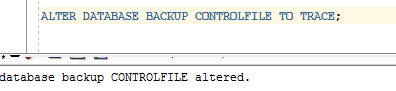 ALTER DATABASE BACKUP CONTROLFILE TO TRACE;
database backup CONTROLFILE altered.